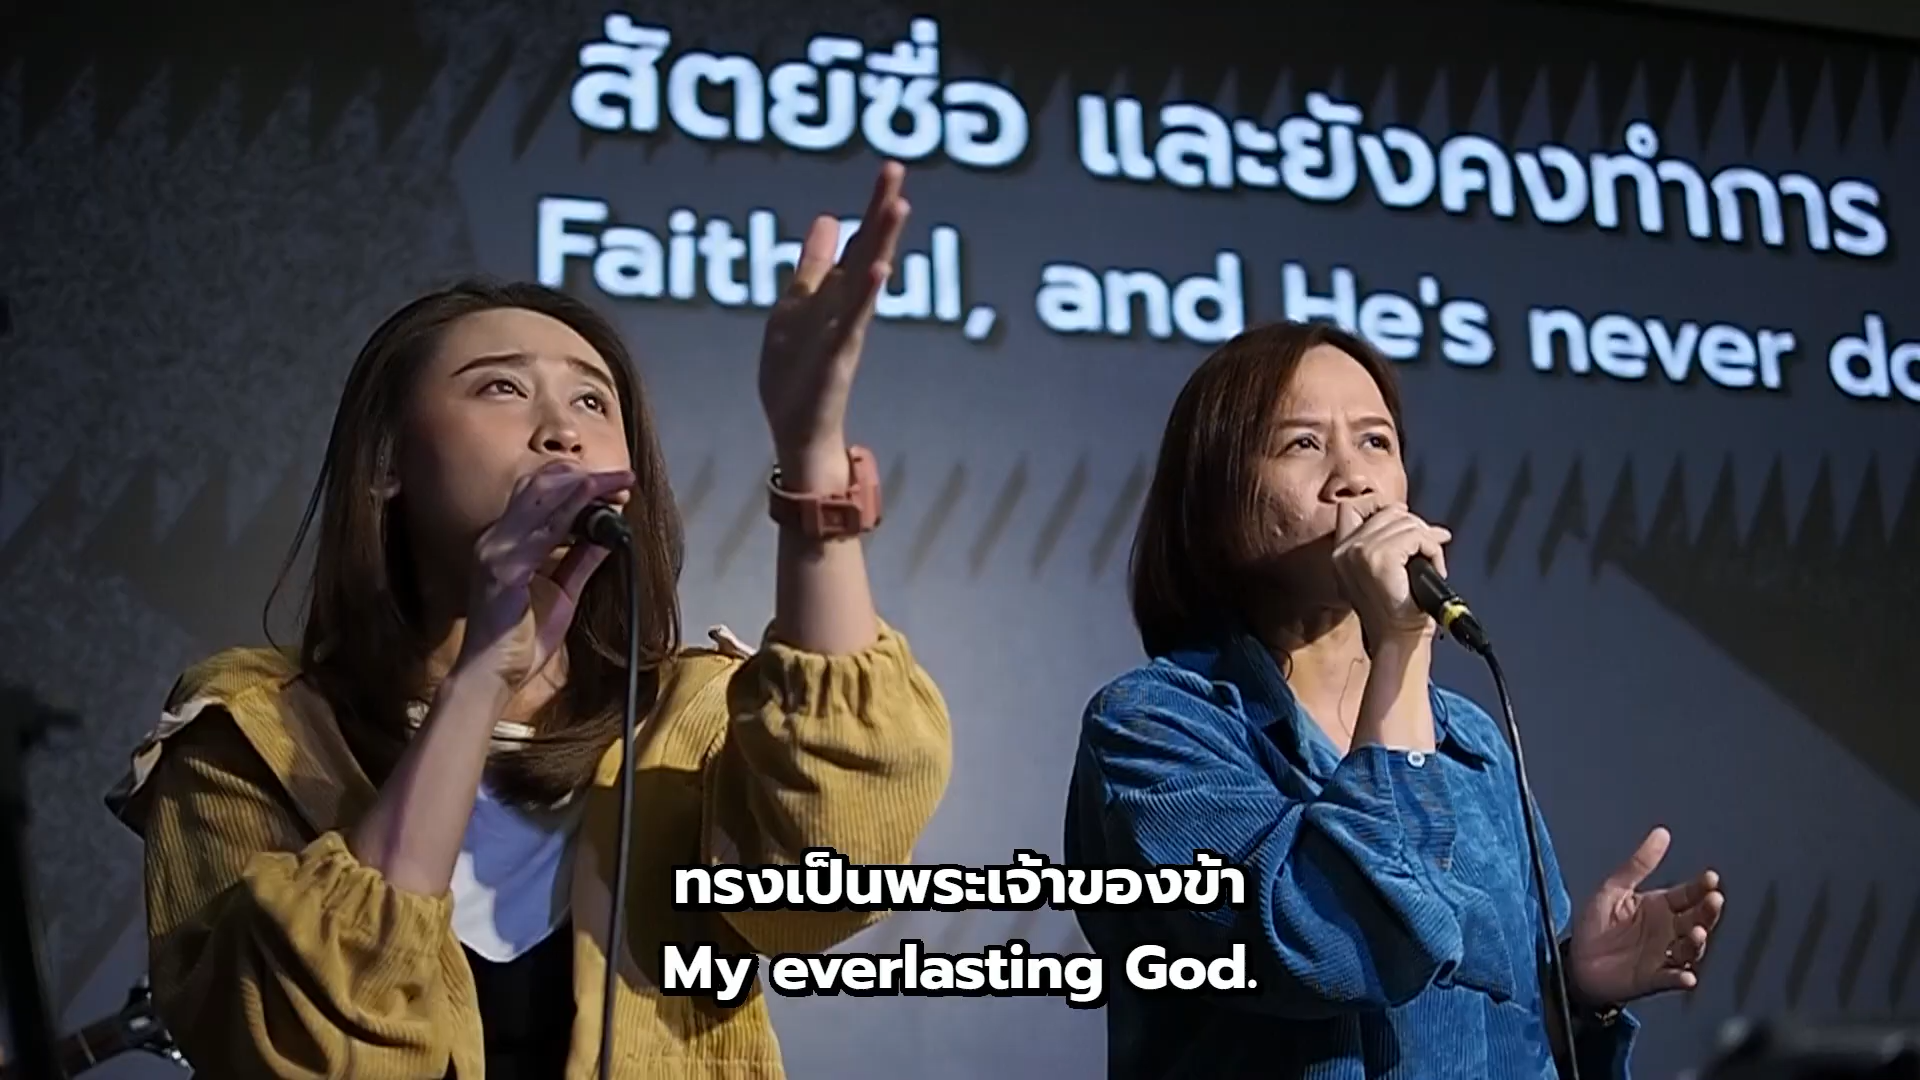 สัตย์ซื่อ และยังคงทำการ
Faithful, and He's never
ทรงเป็นพระเจ้าของข้า
My everlasting God.